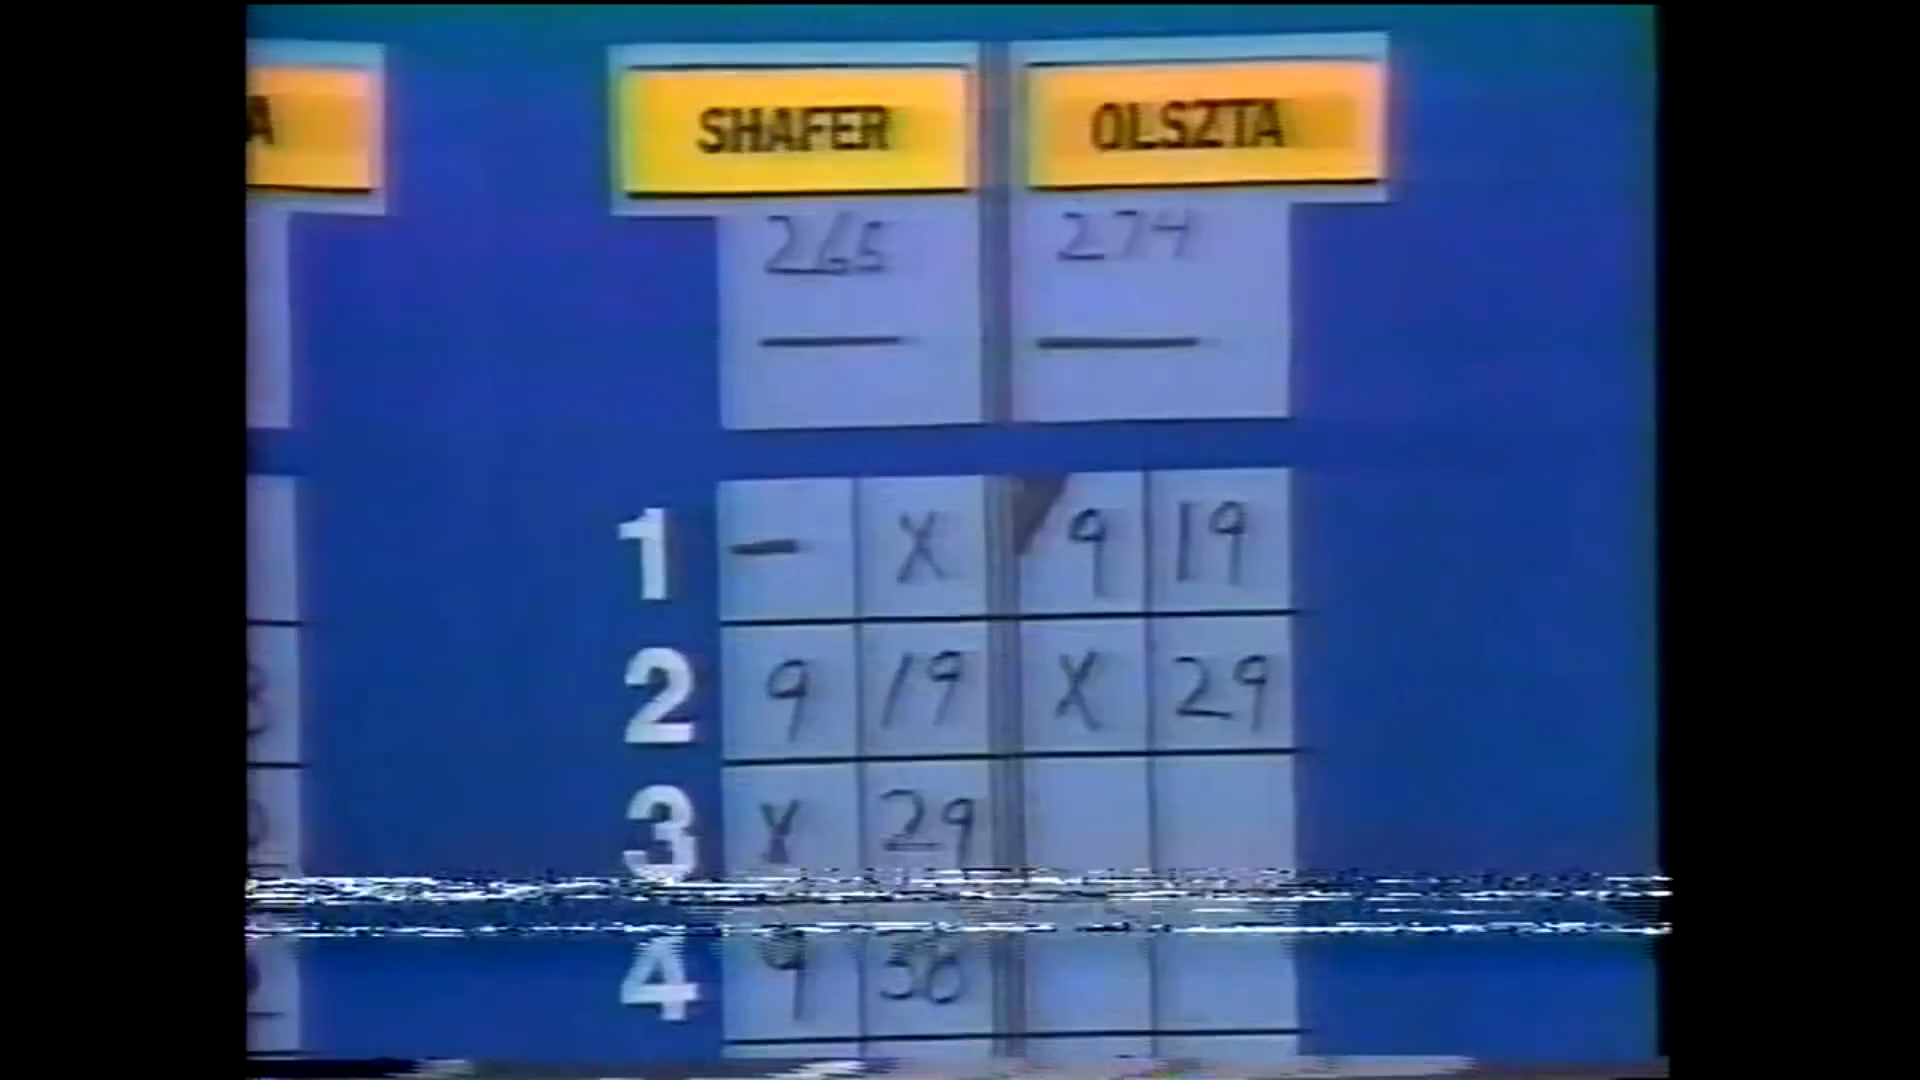 A SHAFER OLSZTA
265 274
1 — X 9 19
2 9 19 X 29
3 X 29
4 9 38